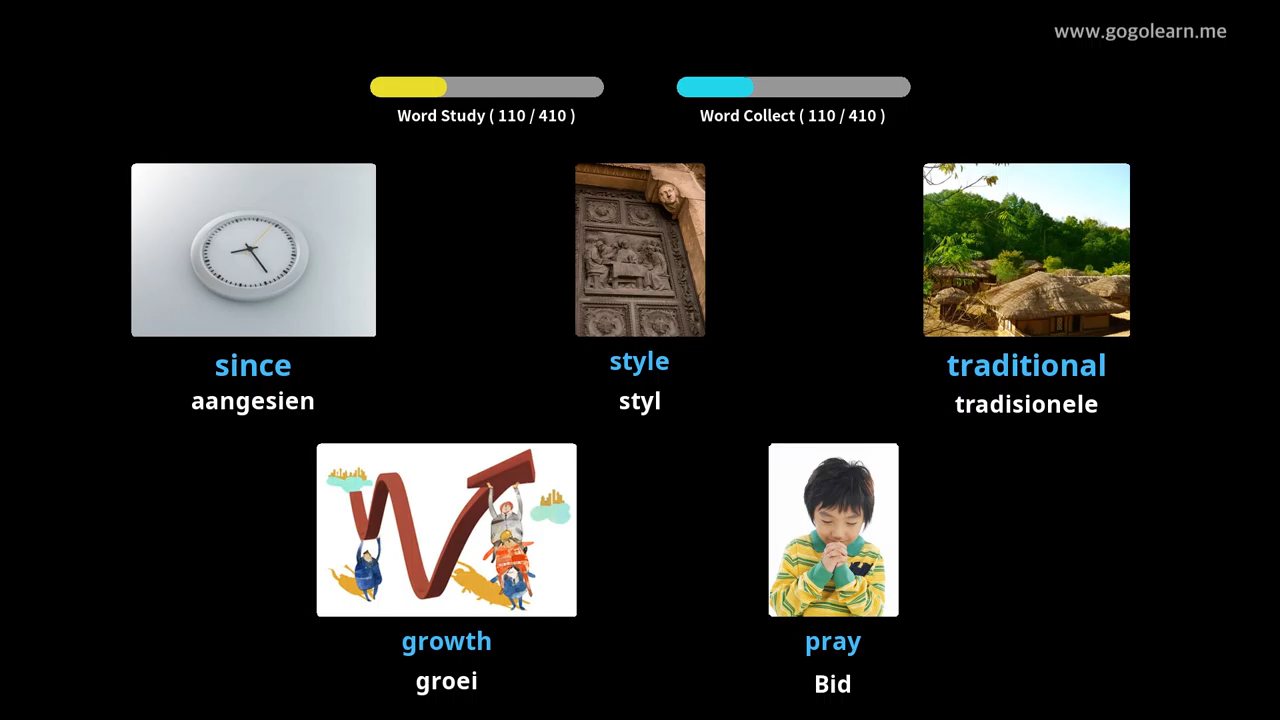 www.gogolearn.me
Word Study ( 110 / 410 )
Word Collect ( 110 / 410 )
since
aangesien
style
styl
traditional
tradisionele
growth
groei
pray
Bid